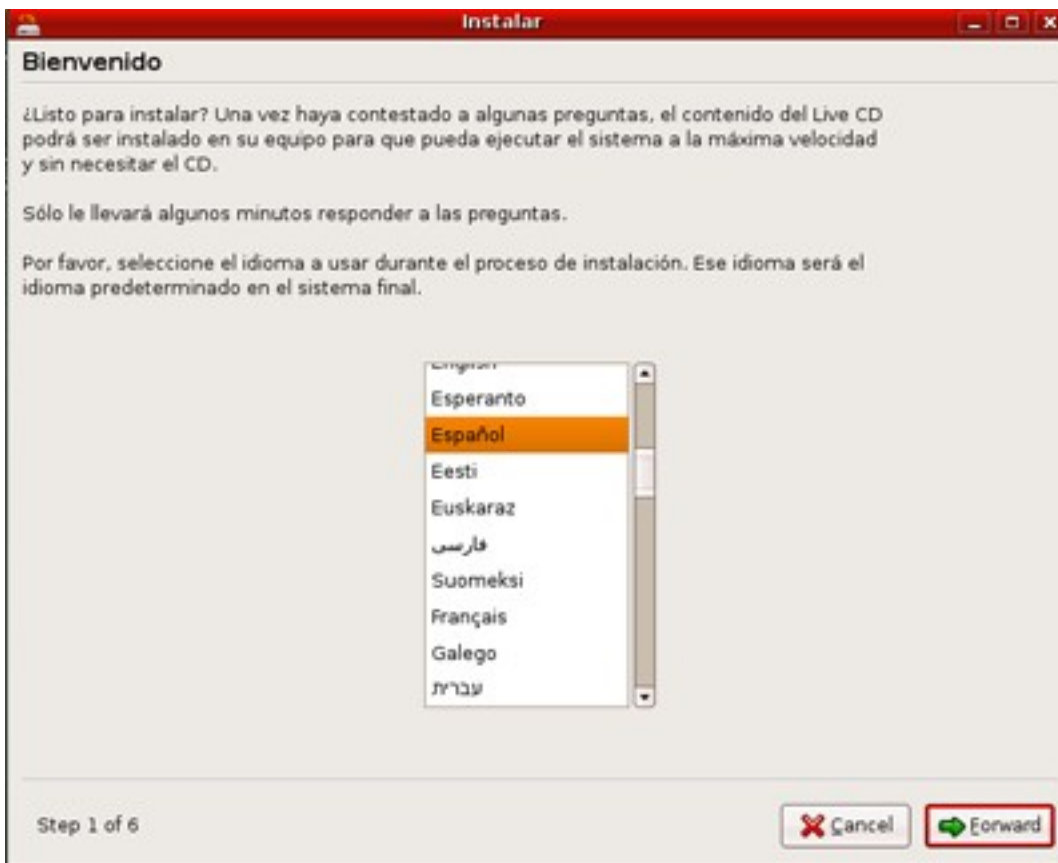 Instalar
Bienvenido
¿Listo para instalar? Una vez haya contestado a algunas preguntas, el contenido del Live CD
podrá ser instalado en su equipo para que pueda ejecutar el sistema a la máxima velocidad
y sin necesitar el CD.
Sólo le llevará algunos minutos responder a las preguntas.
Por favor, seleccione el idioma a usar durante el proceso de instalación. Ese idioma será el
idioma predeterminado en el sistema final.
English
Esperanto
Español
Eesti
Euskaraz
فارسی
Suomeksi
Français
Galego
עברית
Step 1 of 6
Cancel
Forward